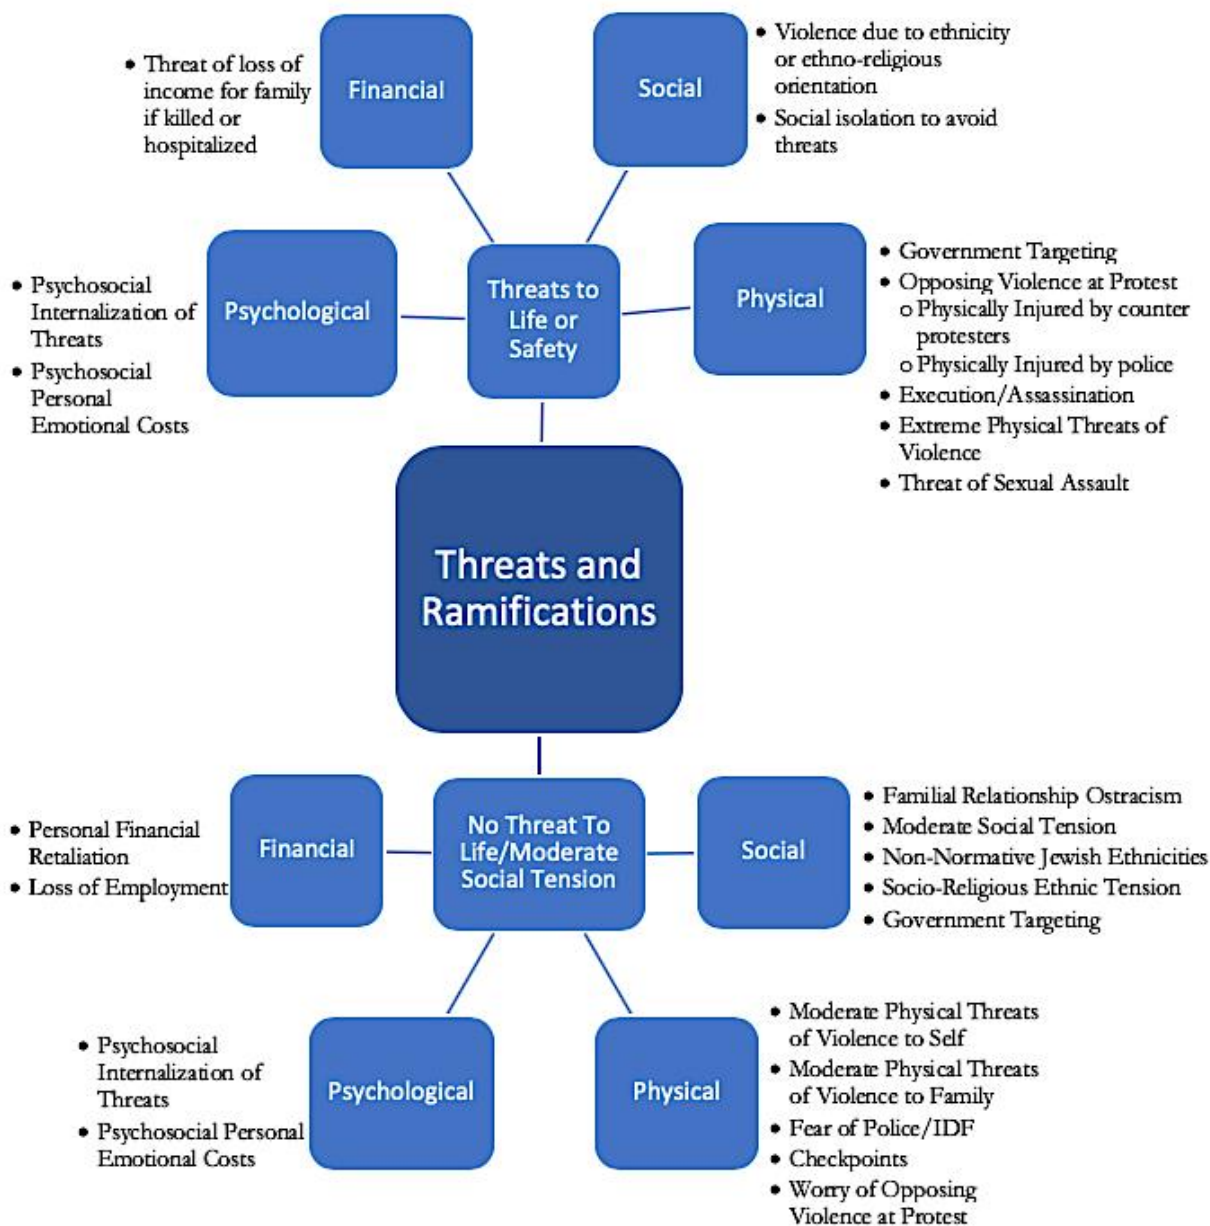 Financial
• Threat of loss of
income for family
if killed or
hospitalized
Social
• Violence due to ethnicity
or ethno-religious
orientation
• Social isolation to avoid
threats
Psychological
• Psychosocial
Internalization of
Threats
• Psychosocial
Personal
Emotional Costs
Threats to
Life or
Safety
Physical
• Government Targeting
• Opposing Violence at Protest
o Physically Injured by counter
protesters
o Physically Injured by police
• Execution/Assassination
• Extreme Physical Threats of
Violence
• Threat of Sexual Assault
Threats and
Ramifications
Financial
• Personal Financial
Retaliation
• Loss of Employment
No Threat To
Life/Moderate
Social Tension
Social
• Familial Relationship Ostracism
• Moderate Social Tension
• Non-Normative Jewish Ethnicities
• Socio-Religious Ethnic Tension
• Government Targeting
Psychological
• Psychosocial
Internalization of
Threats
• Psychosocial Personal
Emotional Costs
Physical
• Moderate Physical Threats
of Violence to Self
• Moderate Physical Threats
of Violence to Family
• Fear of Police/IDF
• Checkpoints
• Worry of Opposing
Violence at Protest